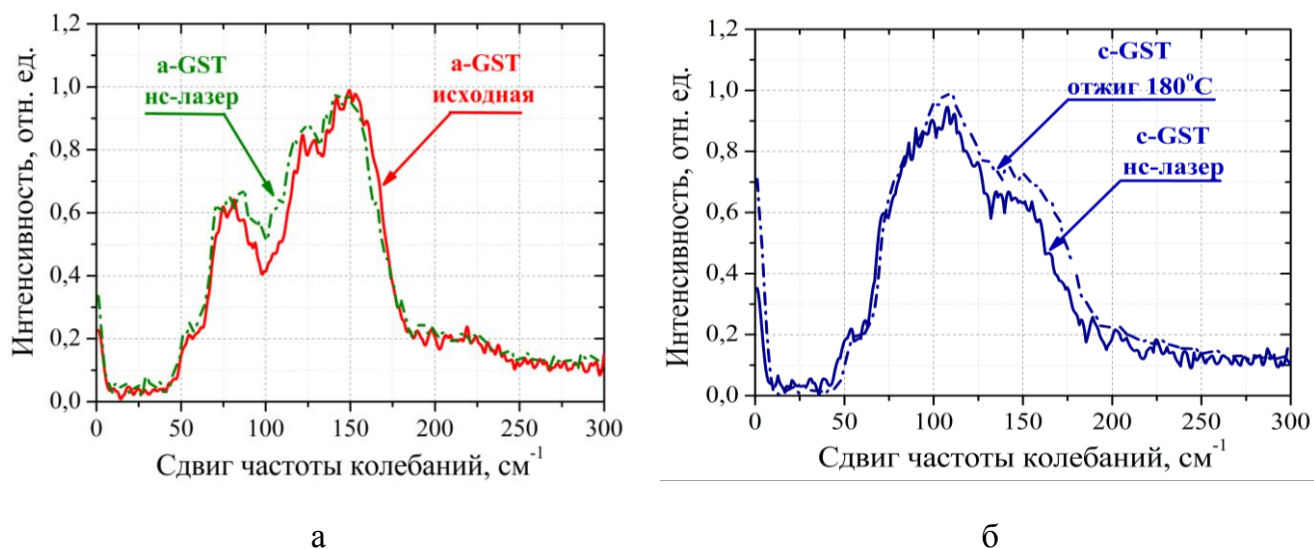 1,2
1,0
0,8
0,6
0,4
0,2
0,0
Интенсивность, отн. ед.
a-GST
нс-лазер
a-GST
исходная
0 50 100 150 200 250 300
Сдвиг частоты колебаний, см-1
а
1,2
1,0
0,8
0,6
0,4
0,2
0,0
Интенсивность, отн. ед.
c-GST
отжиг 180oC
c-GST
нс-лазер
0 50 100 150 200 250 300
Сдвиг частоты колебаний, см-1
б